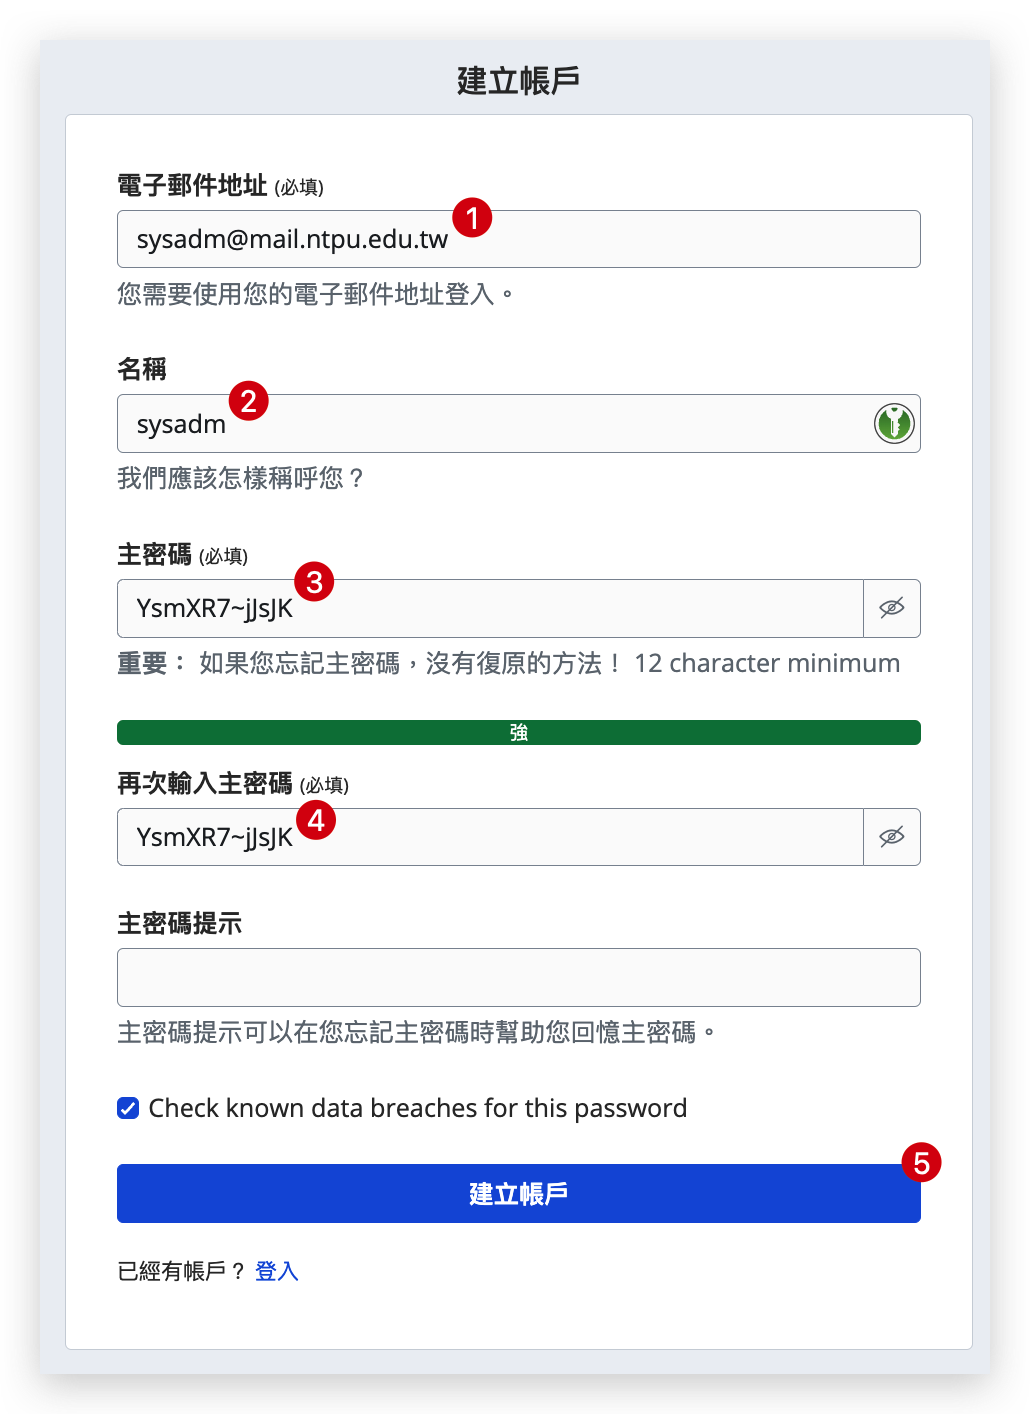 建立帳戶
電子郵件地址 (必填)
1
sysadm@mail.ntpu.edu.tw
您需要使用您的電子郵件地址登入。
名稱
2
sysadm
我們應該怎樣稱呼您？
主密碼 (必填)
3
YsmXR7~jJsJK
重要： 如果您忘記主密碼，沒有復原的方法！ 12 character minimum
強
再次輸入主密碼 (必填)
4
YsmXR7~jJsJK
主密碼提示
主密碼提示可以在您忘記主密碼時幫助您回憶主密碼。
Check known data breaches for this password
5
建立帳戶
已經有帳戶？ 登入